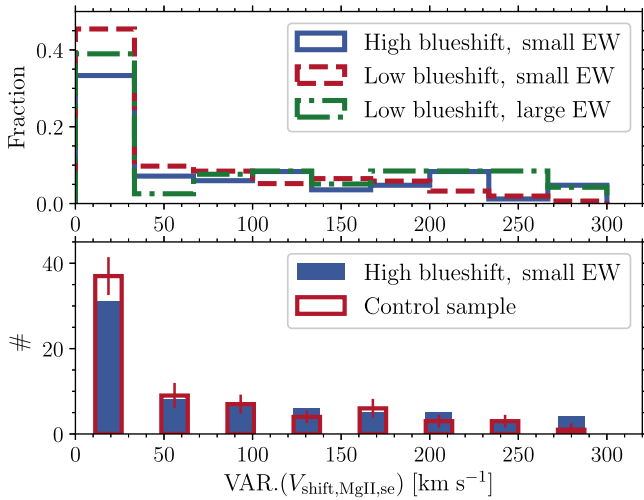 Fraction
0.4
0.2
0.0
High blueshift, small EW
Low blueshift, small EW
Low blueshift, large EW
0 50 100 150 200 250 300
#
40
20
0
High blueshift, small EW
Control sample
0 50 100 150 200 250 300
VAR.(V_shift,MgII,se) [km s⁻¹]